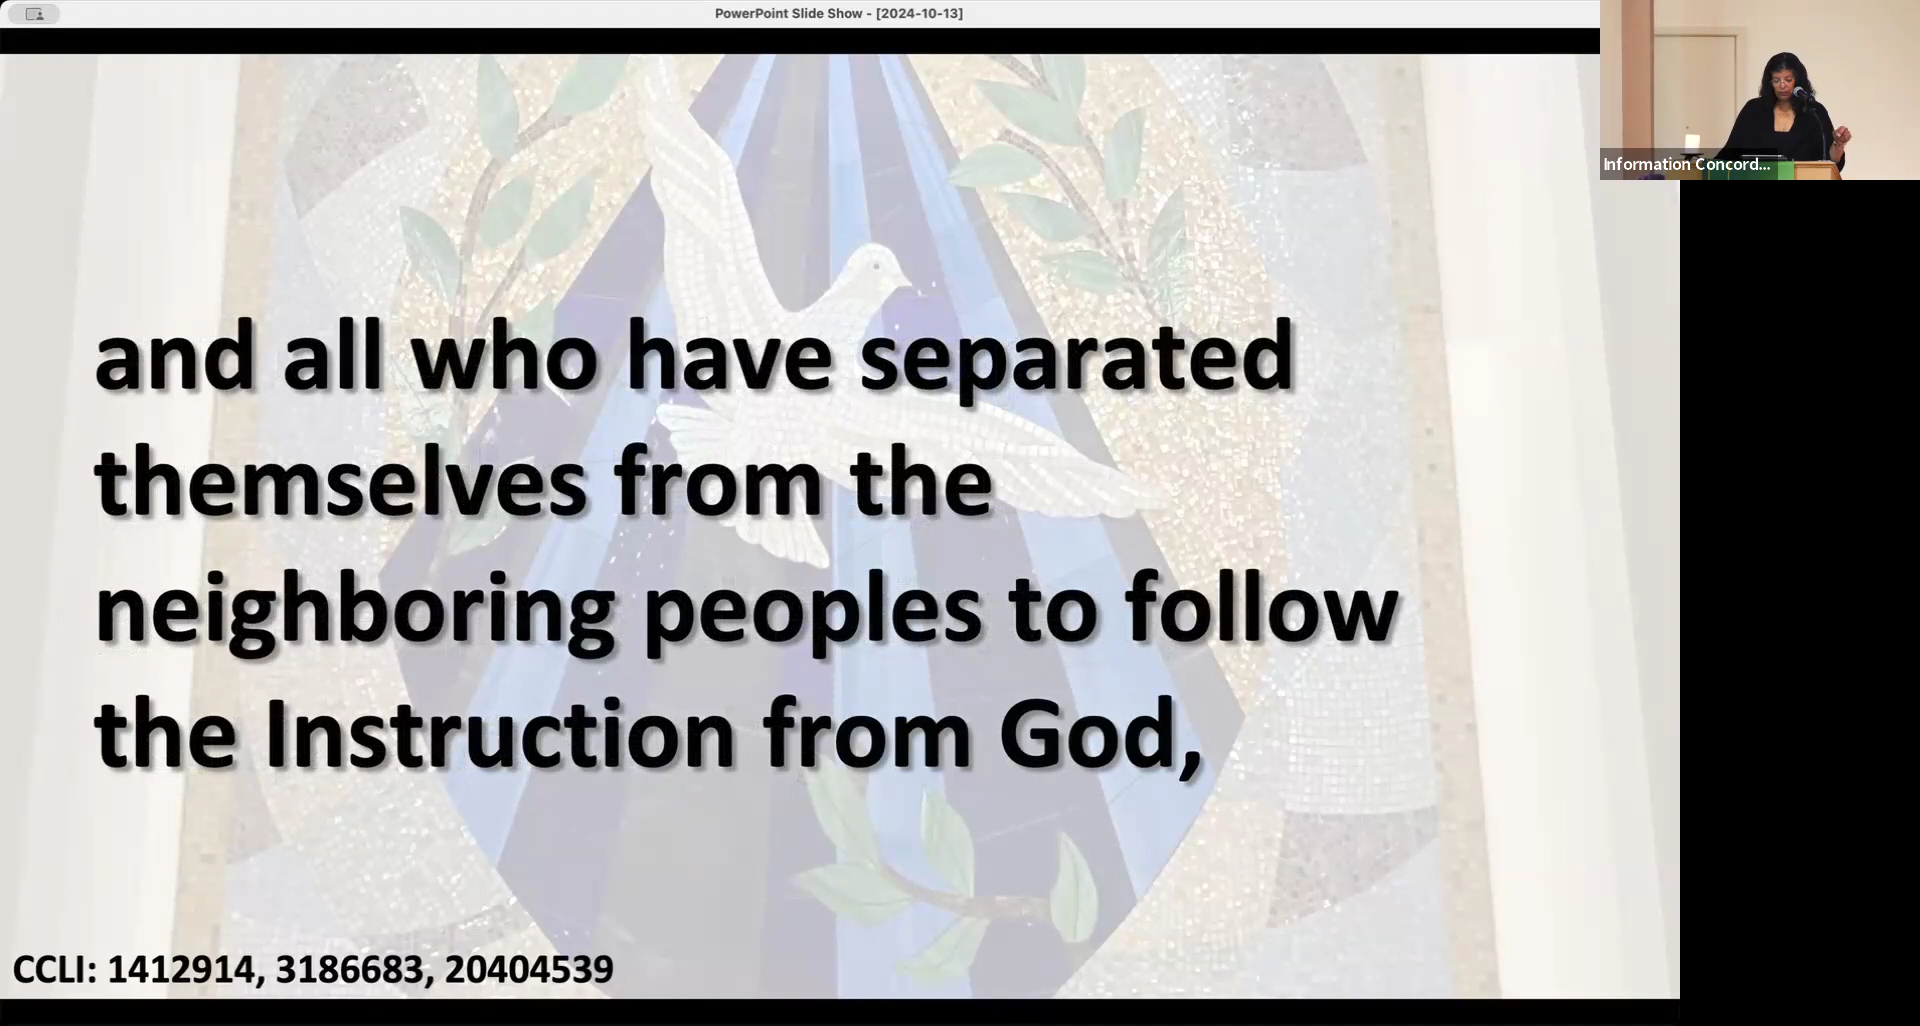 PowerPoint Slide Show - [2024-10-13]
Information Concord...
and all who have separated
themselves from the
neighboring peoples to follow
the Instruction from God,
CCLI: 1412914, 3186683, 20404539